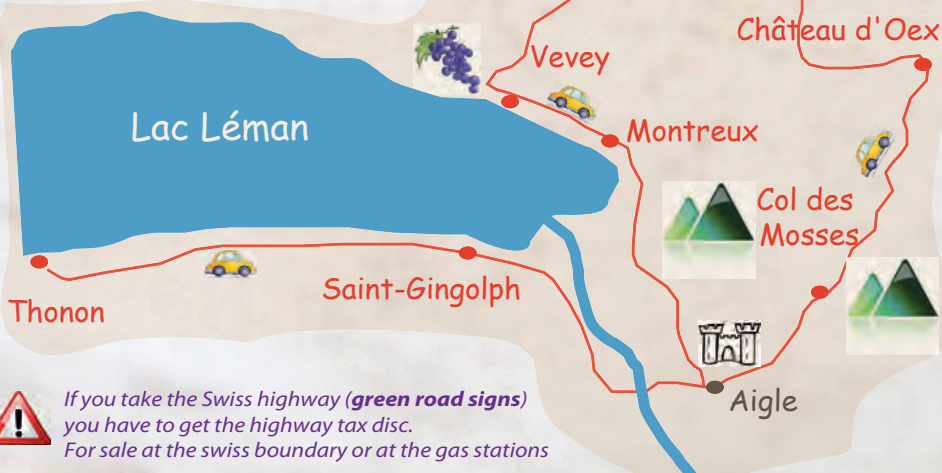 Château d'Oex
Vevey
Lac Léman
Montreux
Col des
Mosses
Saint-Gingolph
Thonon
Aigle
If you take the Swiss highway (green road signs)
you have to get the highway tax disc.
For sale at the swiss boundary or at the gas stations